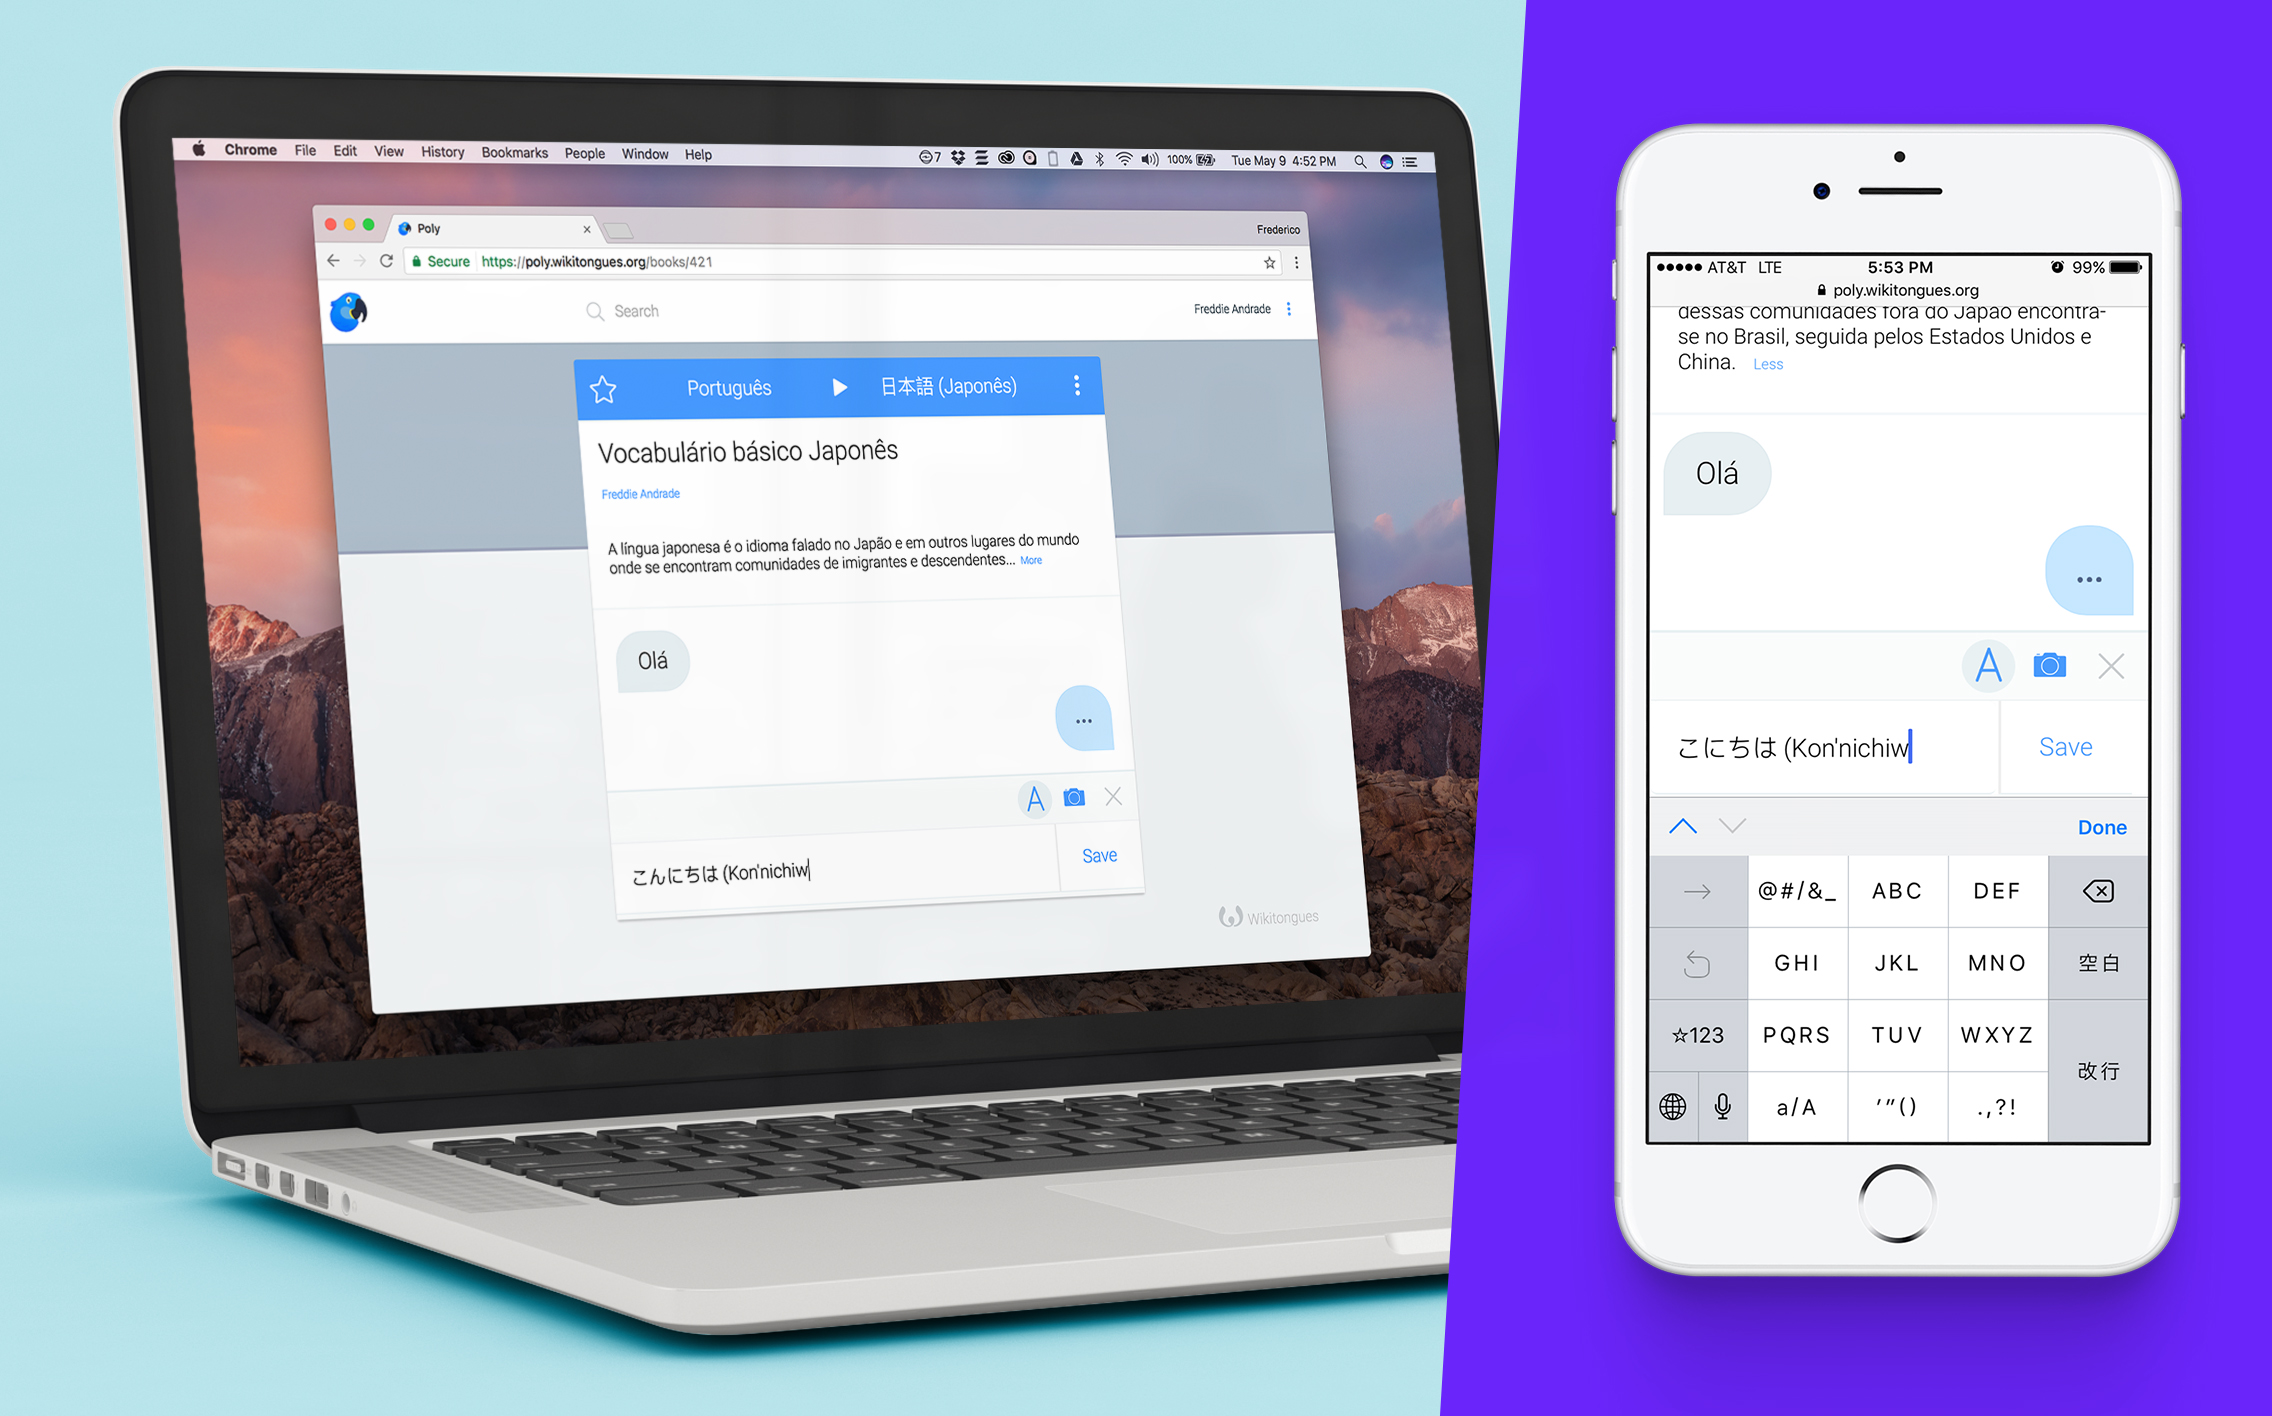 Chrome File Edit View History Bookmarks People Window Help
7 100% Tue May 9 4:52 PM
Poly
Frederico
Secure https://poly.wikitongues.org/books/421
Search
Freddie Andrade
Português 日本語 (Japonês)
Vocabulário básico Japonês
Freddie Andrade
A língua japonesa é o idioma falado no Japão e em outros lugares do mundo
onde se encontram comunidades de imigrantes e descendentes... More
Olá
...
A
こんにちは (Kon'nichiw
Save
Wikitongues
AT&T LTE 5:53 PM 99%
poly.wikitongues.org
dessas comunidades fora do Japão encontra-
se no Brasil, seguida pelos Estados Unidos e
China. Less
Olá
...
A
こにちは (Kon'nichiw
Save
Done
@#/&_ ABC DEF
GHI JKL MNO 空白
☆123 PQRS TUV WXYZ
改行
a/A ’”() .,?!